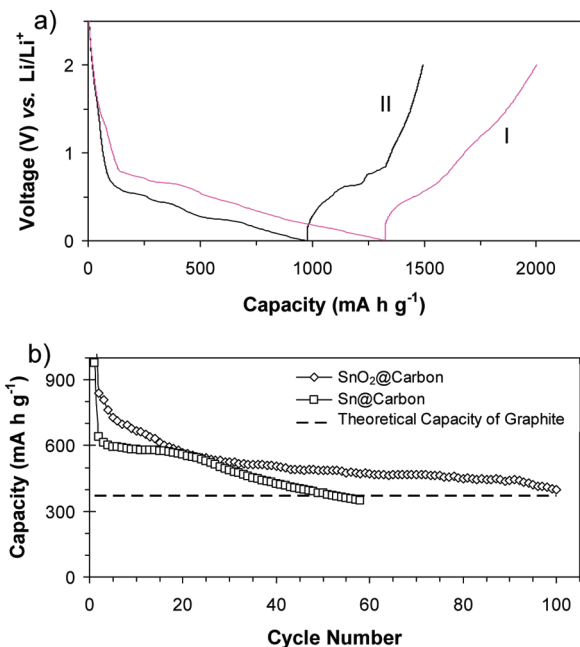 a)
Voltage (V) vs. Li/Li⁺
2
1
0
II
I
0 500 1000 1500 2000
Capacity (mA h g⁻¹)
b)
Capacity (mA h g⁻¹)
900
600
300
0
SnO₂@Carbon
Sn@Carbon
Theoretical Capacity of Graphite
0 20 40 60 80 100
Cycle Number